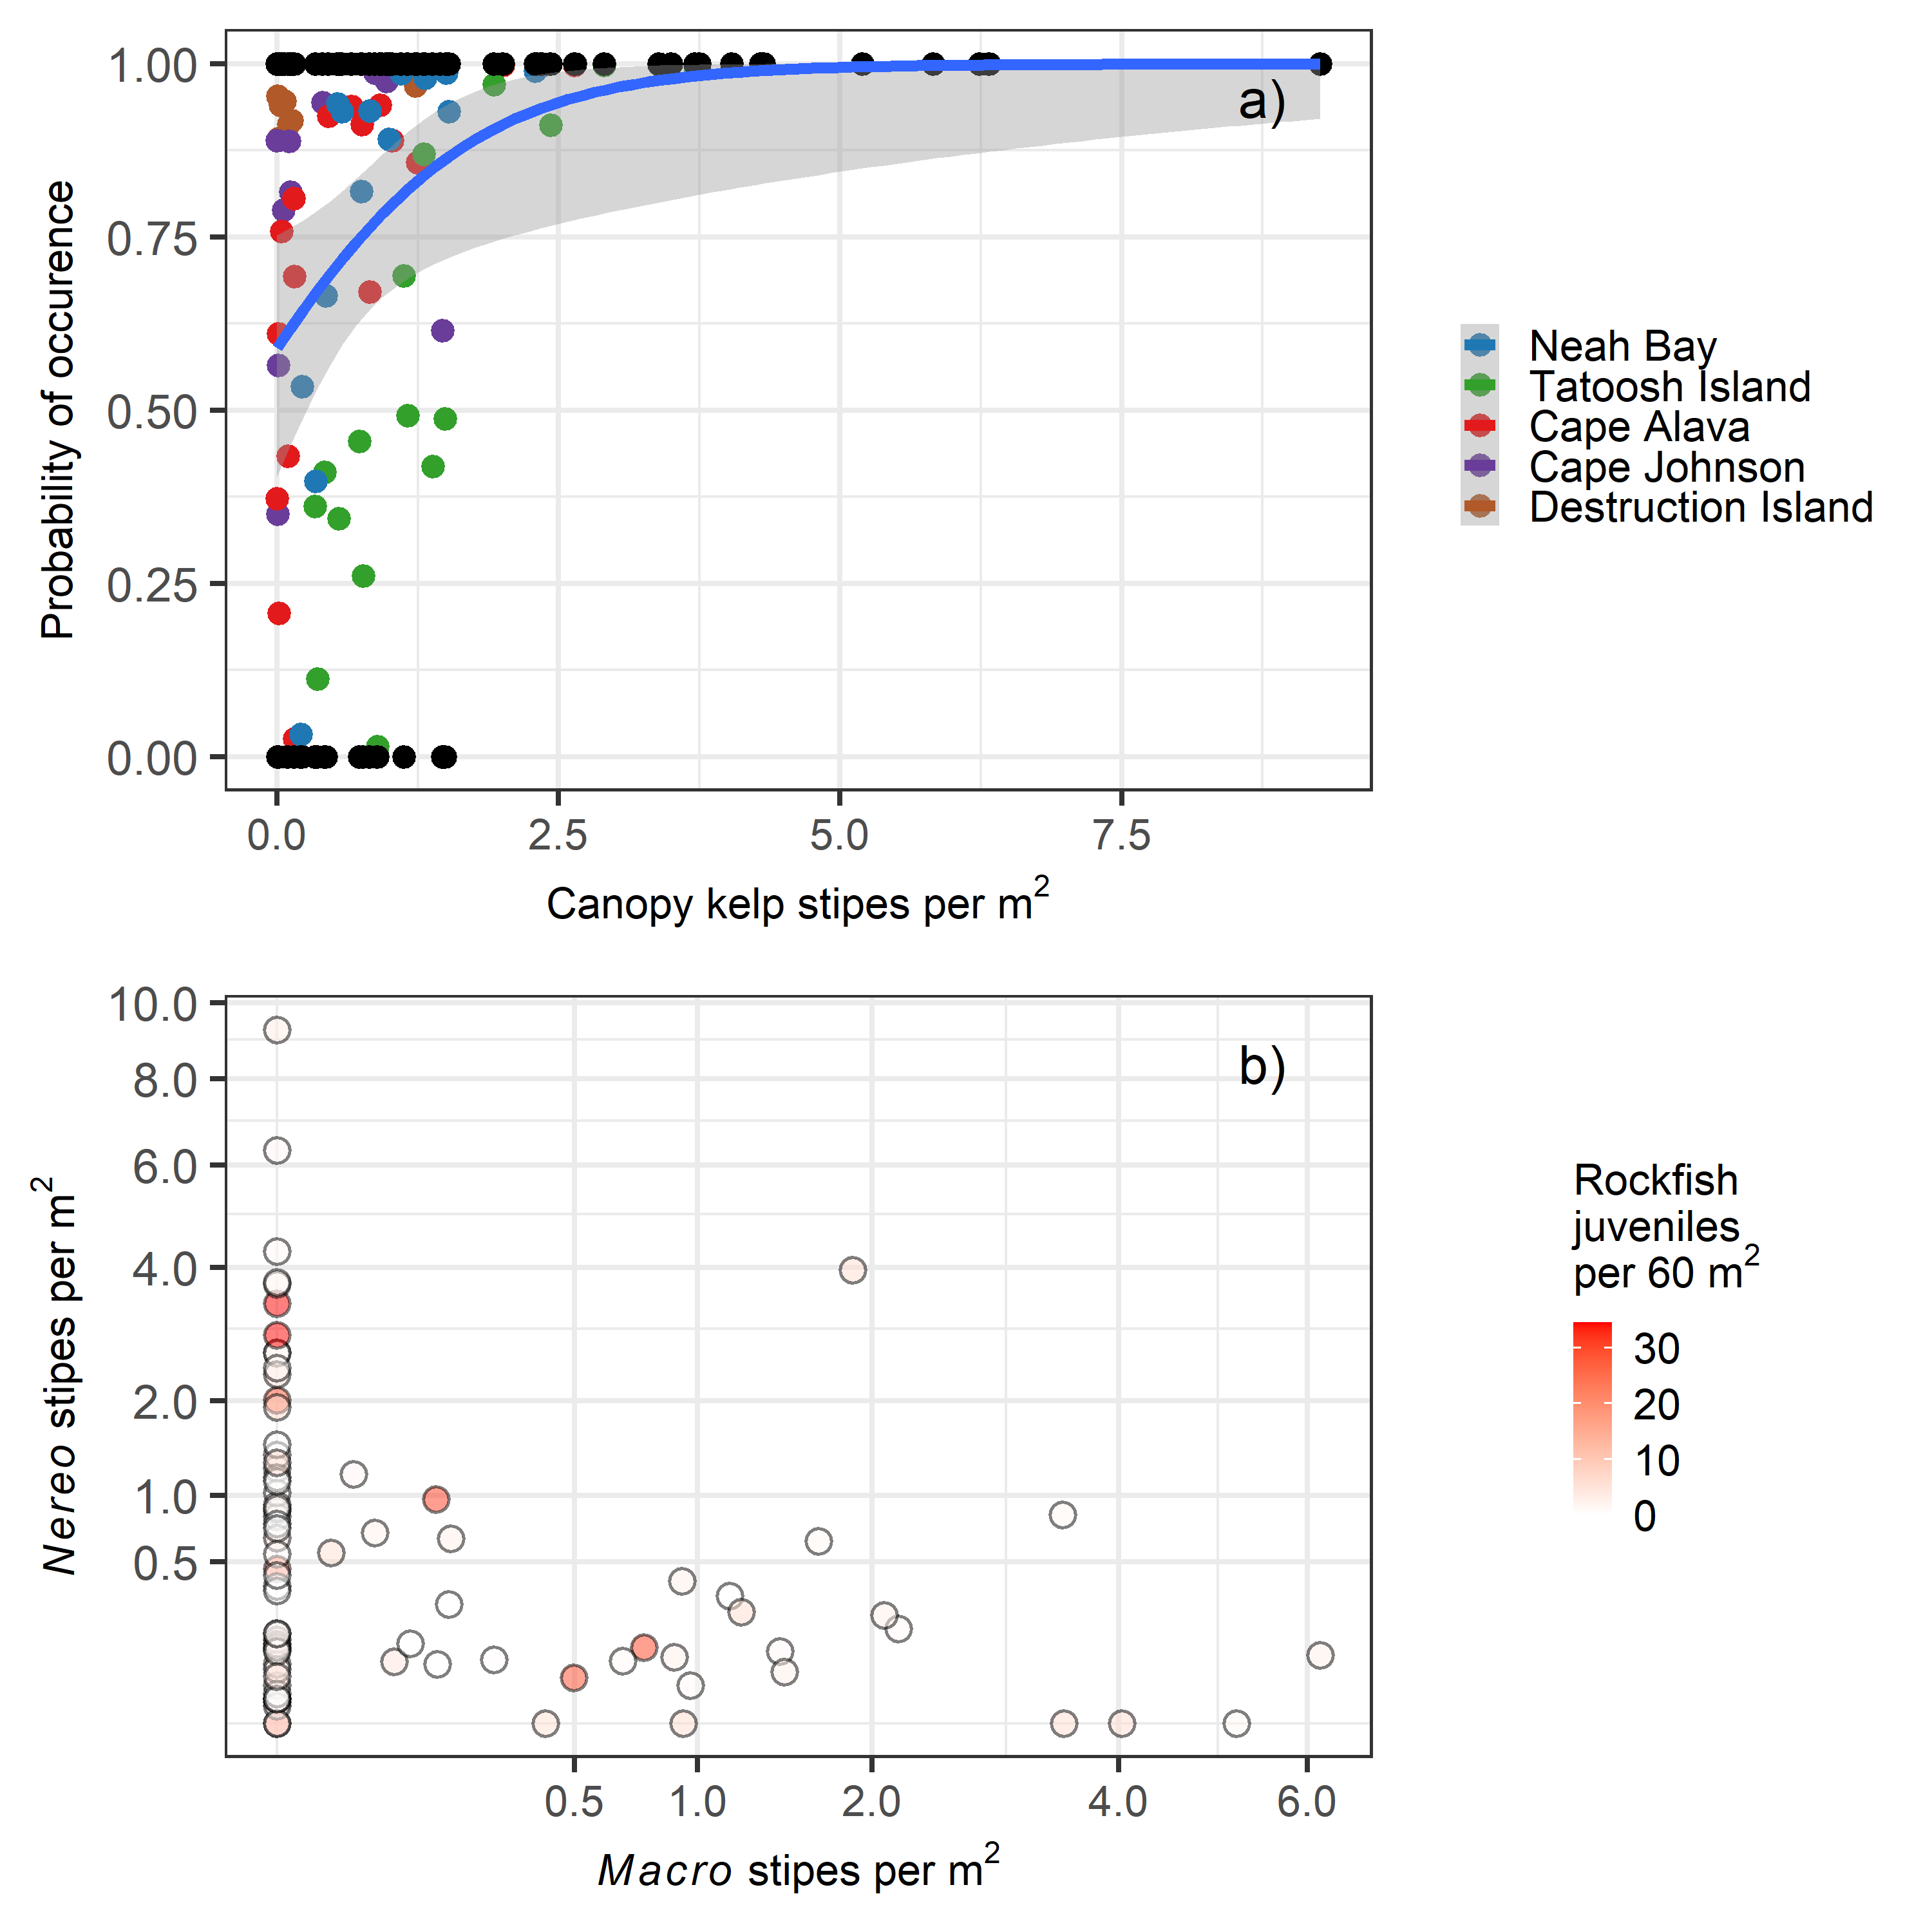 1.00
0.75
0.50
0.25
0.00
Probability of occurence
a)
0.0 2.5 5.0 7.5
Canopy kelp stipes per m²
Neah Bay
Tatoosh Island
Cape Alava
Cape Johnson
Destruction Island
10.0
8.0
6.0
4.0
2.0
1.0
0.5
Nereo stipes per m²
b)
0.5 1.0 2.0 4.0 6.0
Macro stipes per m²
Rockfish
juveniles
per 60 m²
30
20
10
0